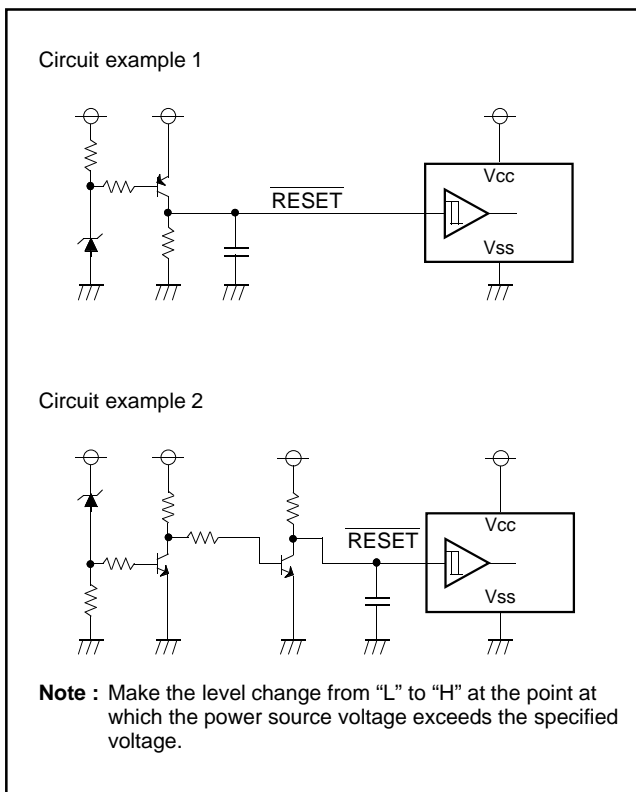 Circuit example 1
RESET
Vcc
Vss
Circuit example 2
RESET
Vcc
Vss
Note : Make the level change from “L” to “H” at the point at
which the power source voltage exceeds the specified
voltage.